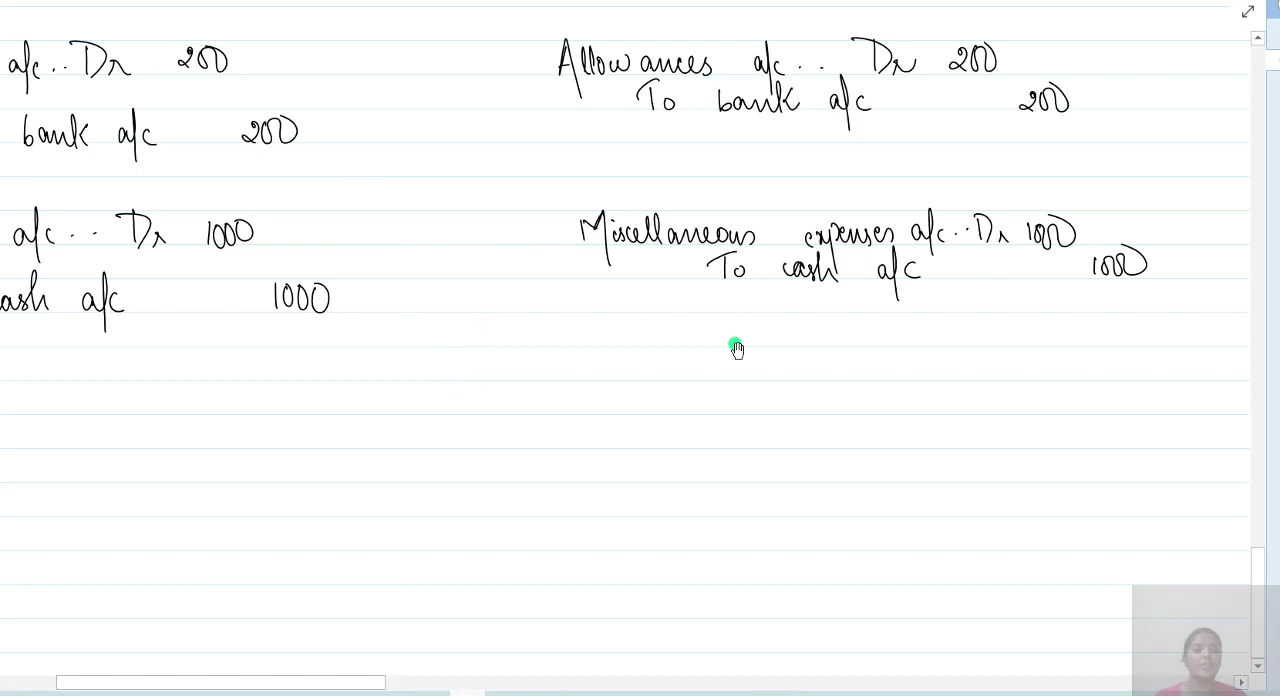 a/c.. Dr 200
bank a/c 200
a/c.. Dr 1000
ash a/c 1000
Allowances a/c.. Dr 200
To bank a/c 200
Miscellaneous expenses a/c.. Dr 1000
To cash a/c 1000